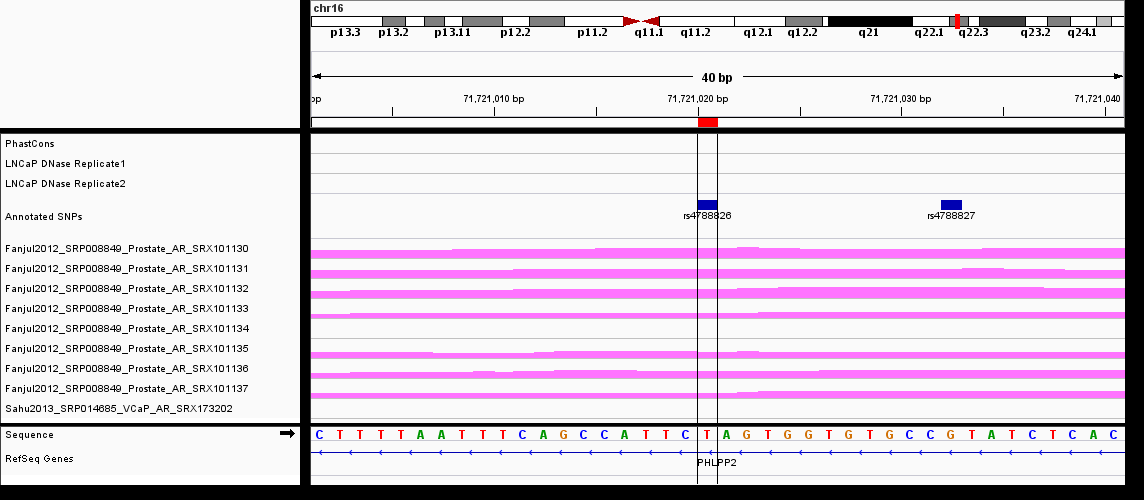 chr16
p13.3 p13.2 p13.11 p12.2 p11.2 q11.1 q11.2 q12.1 q12.2 q21 q22.1 q22.3 q23.2 q24.1
40 bp
bp 71,721,010 bp 71,721,020 bp 71,721,030 bp 71,721,040
PhastCons
LNCaP DNase Replicate1
LNCaP DNase Replicate2
Annotated SNPs
rs4788826 rs4788827
Fanjul2012_SRP008849_Prostate_AR_SRX101130
Fanjul2012_SRP008849_Prostate_AR_SRX101131
Fanjul2012_SRP008849_Prostate_AR_SRX101132
Fanjul2012_SRP008849_Prostate_AR_SRX101133
Fanjul2012_SRP008849_Prostate_AR_SRX101134
Fanjul2012_SRP008849_Prostate_AR_SRX101135
Fanjul2012_SRP008849_Prostate_AR_SRX101136
Fanjul2012_SRP008849_Prostate_AR_SRX101137
Sahu2013_SRP014685_VCaP_AR_SRX173202
Sequence C T T T T A A T T T C A G C C A T T C T A G T G G T G T G C C G T A T C T C A C
RefSeq Genes
PHLPP2